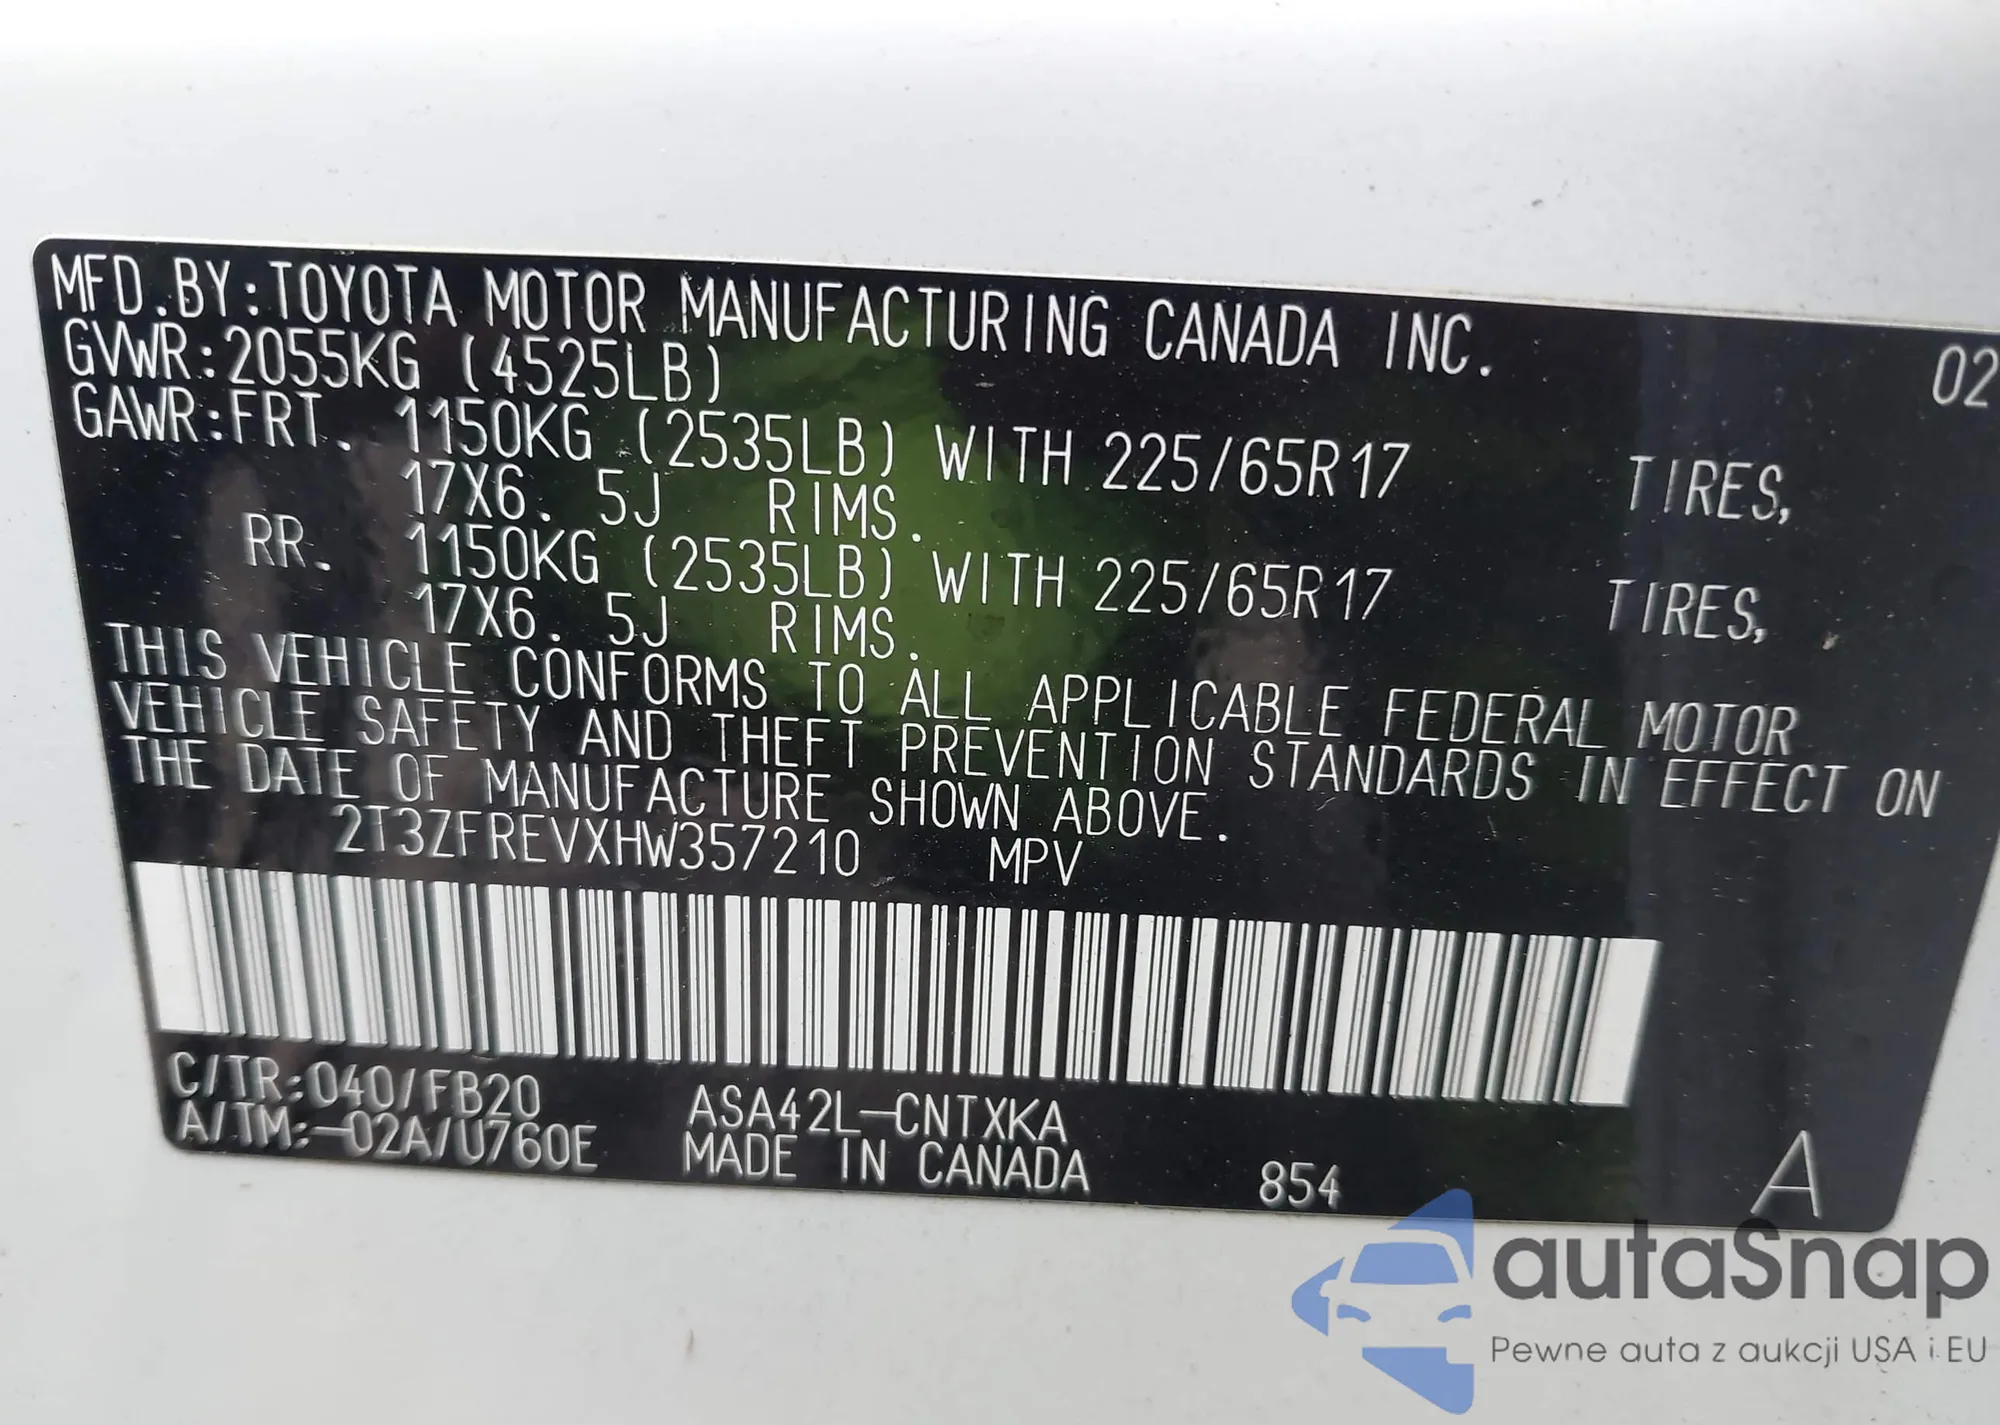 MFD.BY:TOYOTA MOTOR MANUFACTURING CANADA INC. 02
GVWR:2055KG (4525LB)
GAWR:FRT. 1150KG (2535LB) WITH 225/65R17 TIRES,
17X6. 5J RIMS.
RR. 1150KG (2535LB) WITH 225/65R17 TIRES,
17X6. 5J RIMS.
THIS VEHICLE CONFORMS TO ALL APPLICABLE FEDERAL MOTOR
VEHICLE SAFETY AND THEFT PREVENTION STANDARDS IN EFFECT ON
THE DATE OF MANUFACTURE SHOWN ABOVE.
2T3ZFREVXHW357210 MPV
C/TR:040/FB20 ASA42L-CNTXKA
A/TM:-02A/U760E MADE IN CANADA 854 A
autaSnap
Pewne auta z aukcji USA i EU